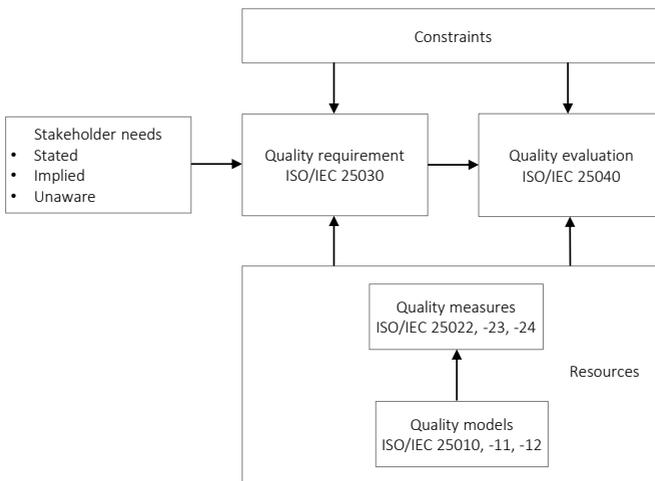 Constraints
Stakeholder needs
• Stated
• Implied
• Unaware
Quality requirement
ISO/IEC 25030
Quality evaluation
ISO/IEC 25040
Quality measures
ISO/IEC 25022, -23, -24
Resources
Quality models
ISO/IEC 25010, -11, -12